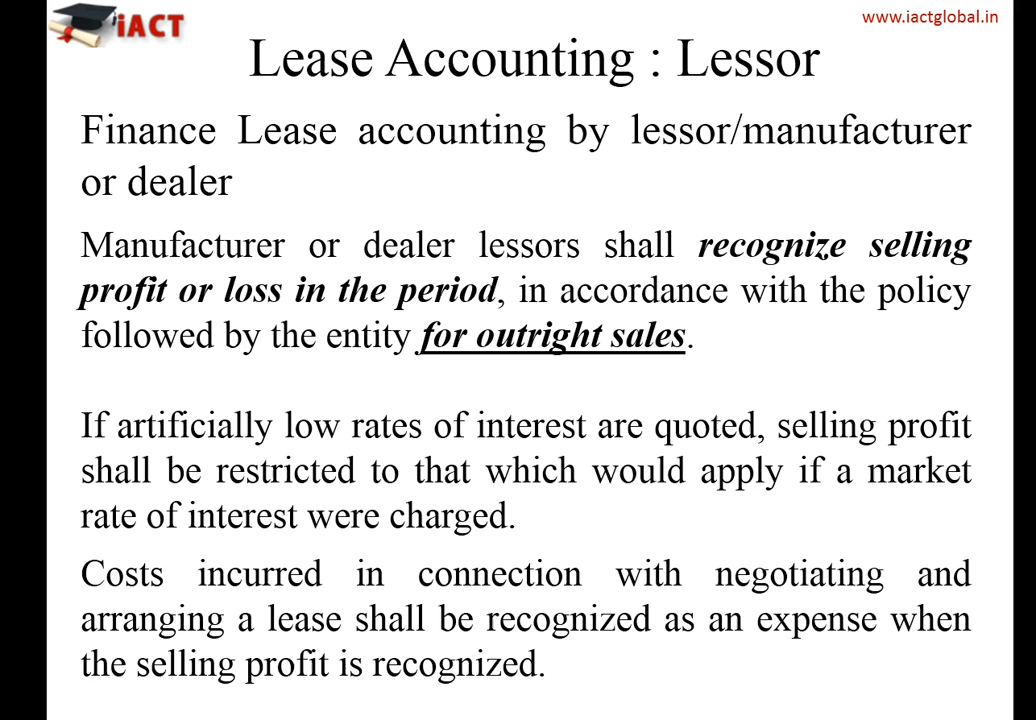 iACT
www.iactglobal.in
Lease Accounting : Lessor
Finance Lease accounting by lessor/manufacturer
or dealer
Manufacturer or dealer lessors shall recognize selling
profit or loss in the period, in accordance with the policy
followed by the entity for outright sales.
If artificially low rates of interest are quoted, selling profit
shall be restricted to that which would apply if a market
rate of interest were charged.
Costs incurred in connection with negotiating and
arranging a lease shall be recognized as an expense when
the selling profit is recognized.